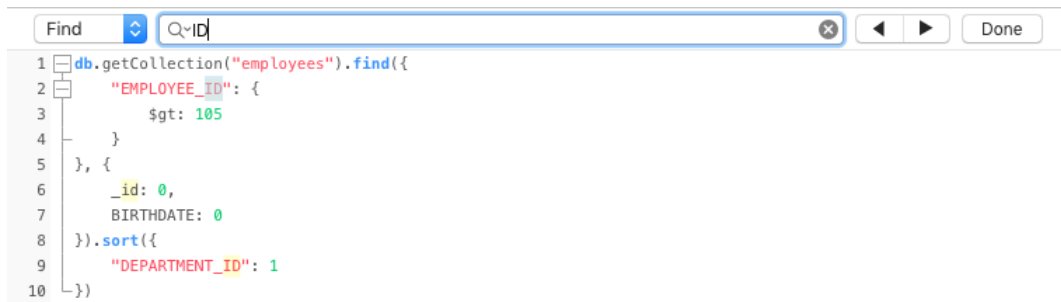 Find ID Done
1 db.getCollection("employees").find({
2     "EMPLOYEE_ID": {
3         $gt: 105
4     }
5 }, {
6     _id: 0,
7     BIRTHDATE: 0
8 }).sort({
9     "DEPARTMENT_ID": 1
10 })